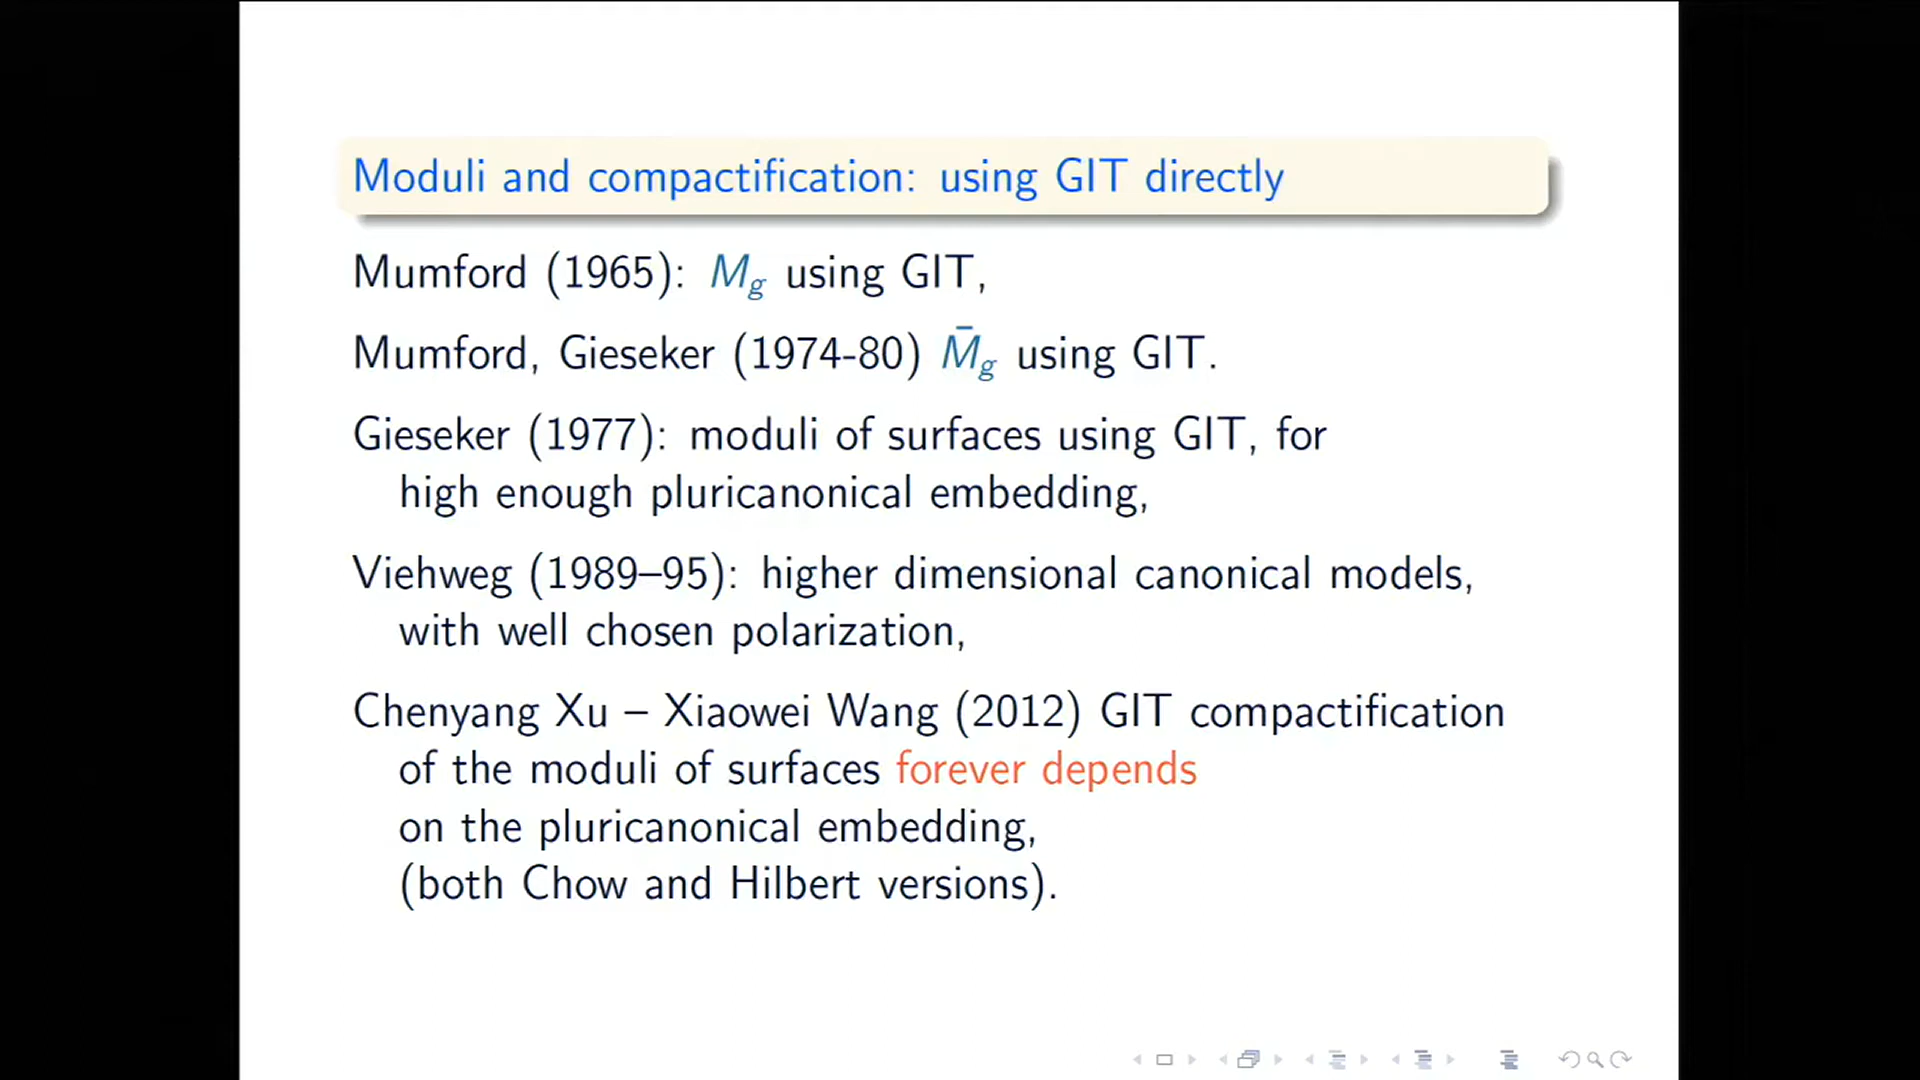 Moduli and compactification: using GIT directly
Mumford (1965): M_g using GIT,
Mumford, Gieseker (1974-80) M̄_g using GIT.
Gieseker (1977): moduli of surfaces using GIT, for
high enough pluricanonical embedding,
Viehweg (1989–95): higher dimensional canonical models,
with well chosen polarization,
Chenyang Xu – Xiaowei Wang (2012) GIT compactification
of the moduli of surfaces forever depends
on the pluricanonical embedding,
(both Chow and Hilbert versions).